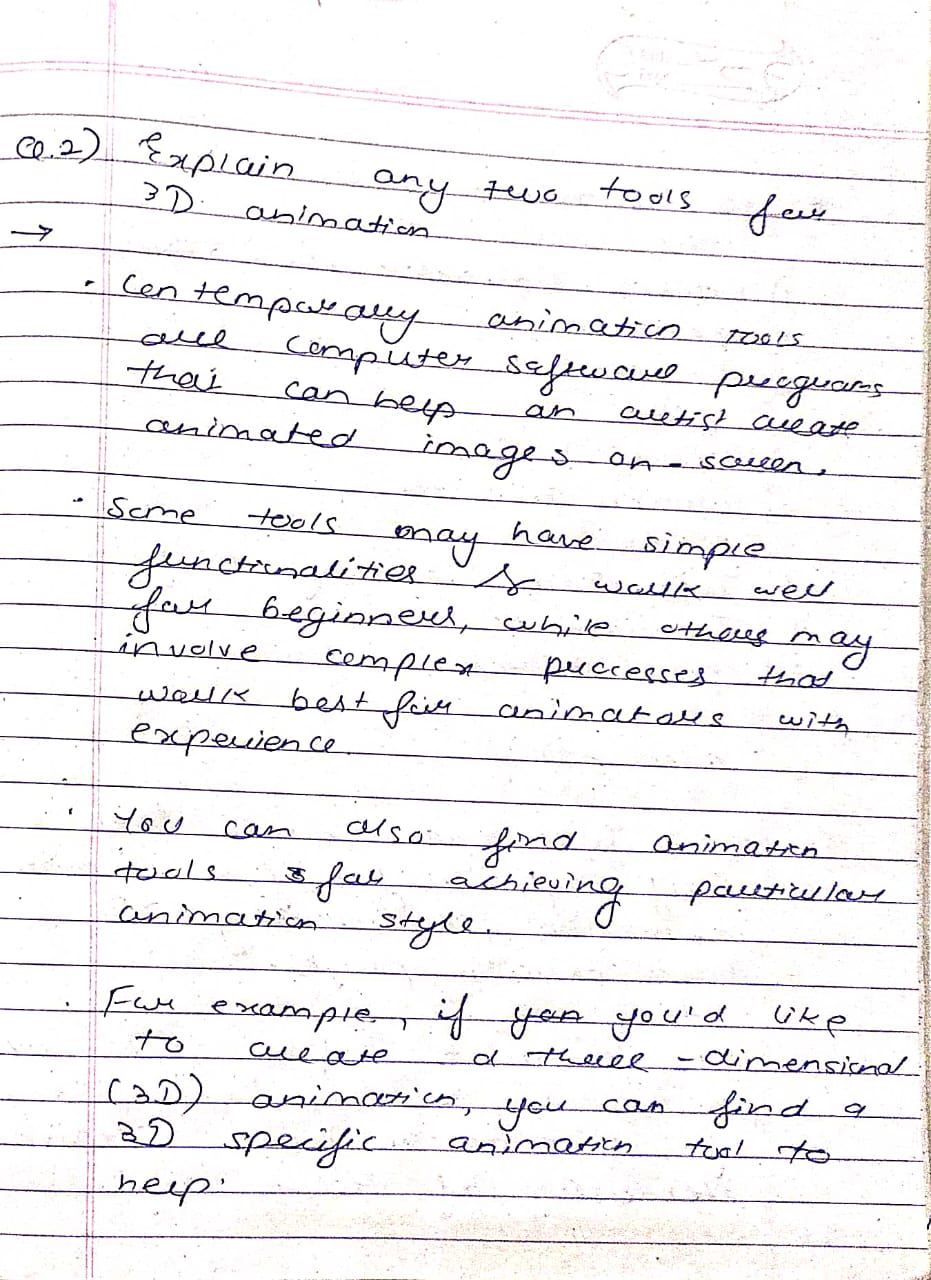 Q.2) Explain any two tools for
3D animation
→
• Contemporary animation tools
are computer software programs
that can help an artist create
animated images on-screen.
• Some tools may have simple
functionalities & work well
for beginners, while others may
involve complex processes that
work best for animators with
experience.
• You can also find animation
tools for achieving particular
animation style.
• For example, if you'd like
to create a three-dimensional
(3D) animation, you can find a
3D specific animation tool to
help.